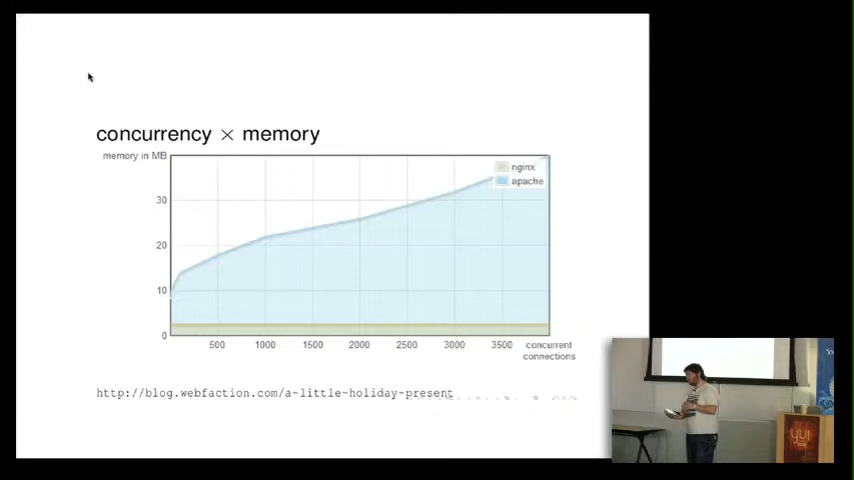 concurrency × memory
memory in MB
nginx
apache
30
20
10
0
500 1000 1500 2000 2500 3000 3500 concurrent
connections
http://blog.webfaction.com/a-little-holiday-present
YUI